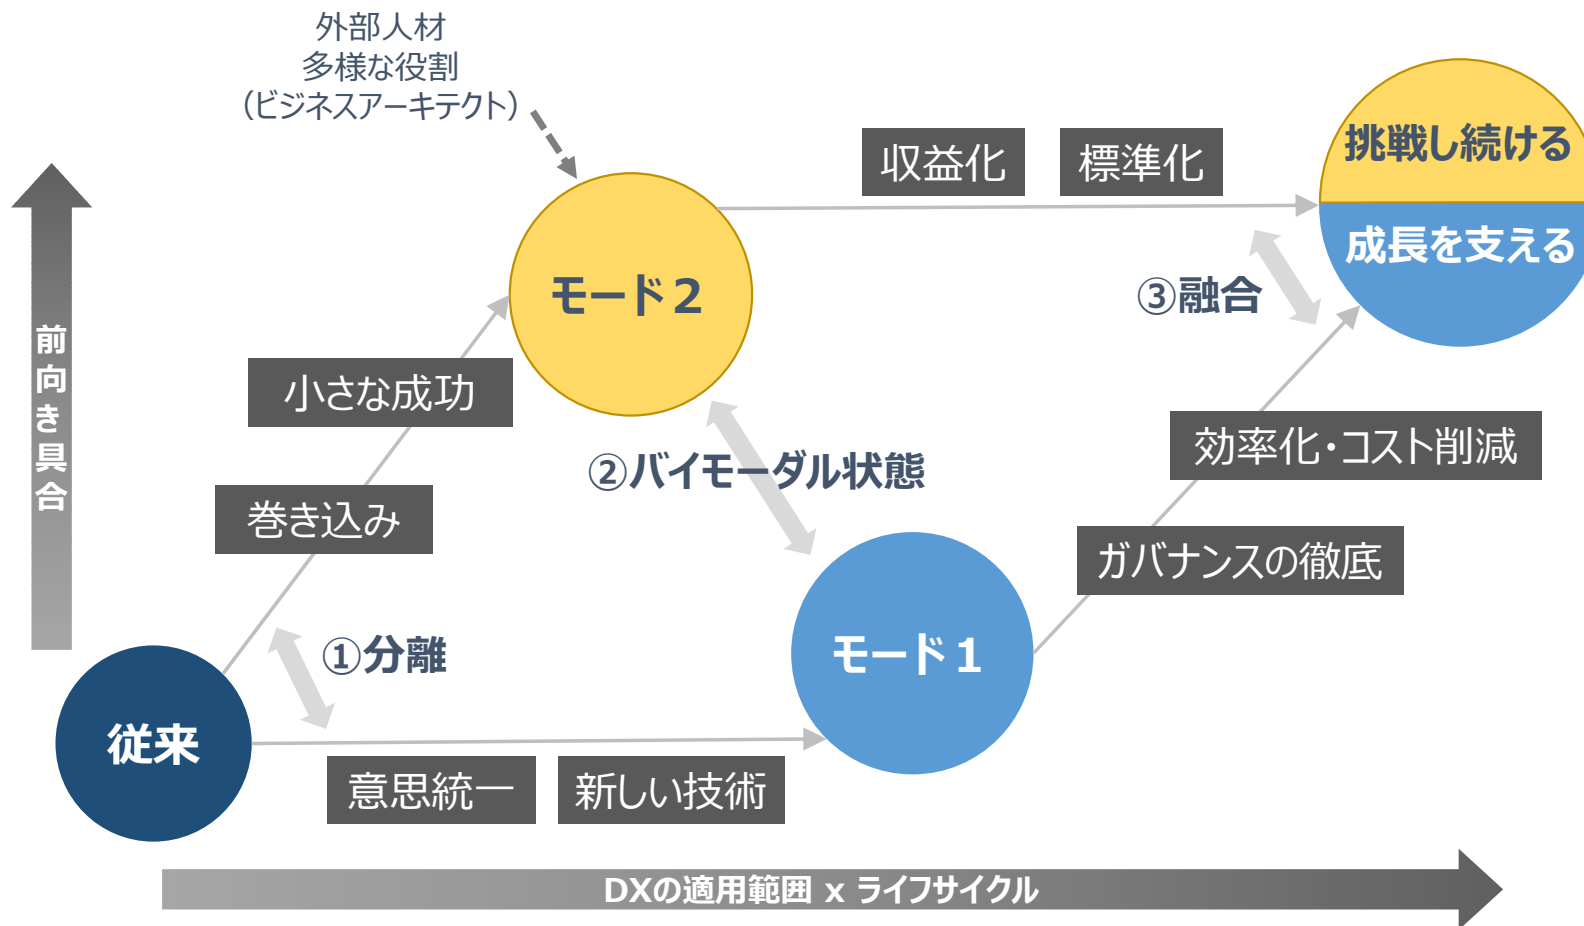 外部人材
多様な役割
（ビジネスアーキテクト）
収益化
標準化
挑戦し続ける
成長を支える
モード２
③融合
前向き具合
小さな成功
②バイモーダル状態
効率化・コスト削減
巻き込み
ガバナンスの徹底
①分離
モード１
従来
意思統一
新しい技術
DXの適用範囲 x ライフサイクル